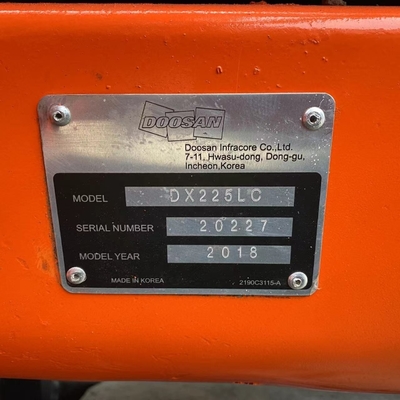 DOOSAN
Doosan Infracore Co.,Ltd.
7-11, Hwasu-dong, Dong-gu,
Incheon,Korea
MODEL DX225LC
SERIAL NUMBER 20227
MODEL YEAR 2018
MADE IN KOREA 2190C3115-A